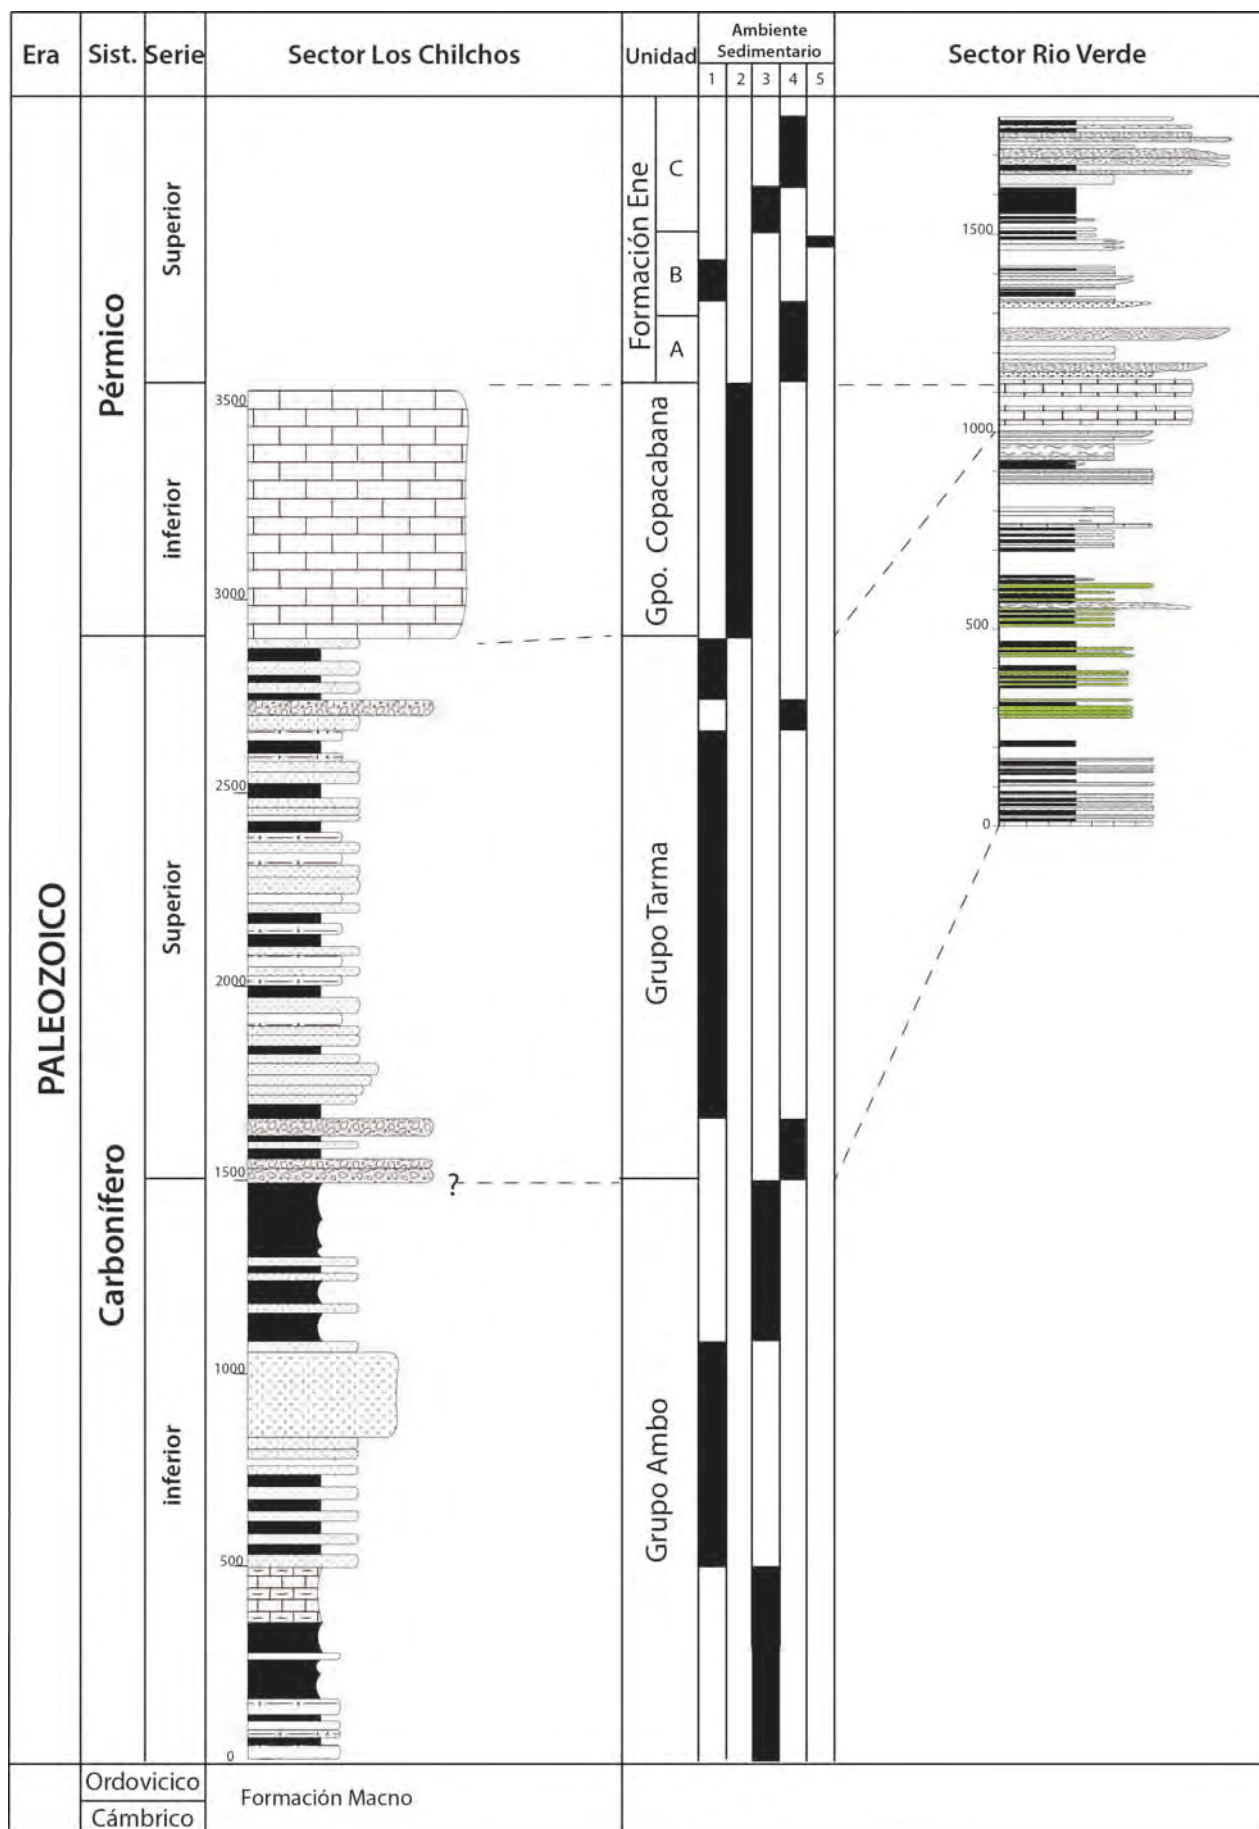 Era
Sist.
Serie
Sector Los Chilchos
Unidad
Ambiente
Sedimentario
1 2 3 4 5
Sector Rio Verde
PALEOZOICO
Pérmico
Carbonífero
Superior
inferior
Superior
inferior
3500
3000
2500
2000
1500
?
1000
500
0
Formación Ene
C
B
A
Gpo. Copacabana
Grupo Tarma
Grupo Ambo
1500
1000
500
0
Ordovicico
Cámbrico
Formación Macno